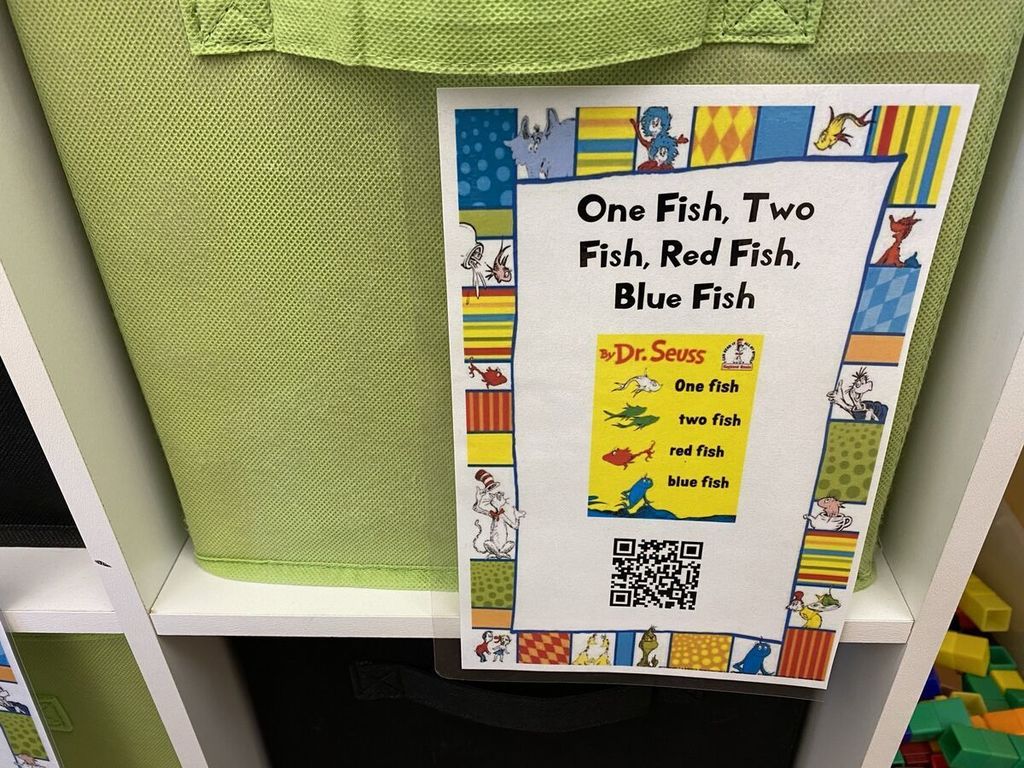 One Fish, Two
Fish, Red Fish,
Blue Fish
By Dr. Seuss
One fish
two fish
red fish
blue fish